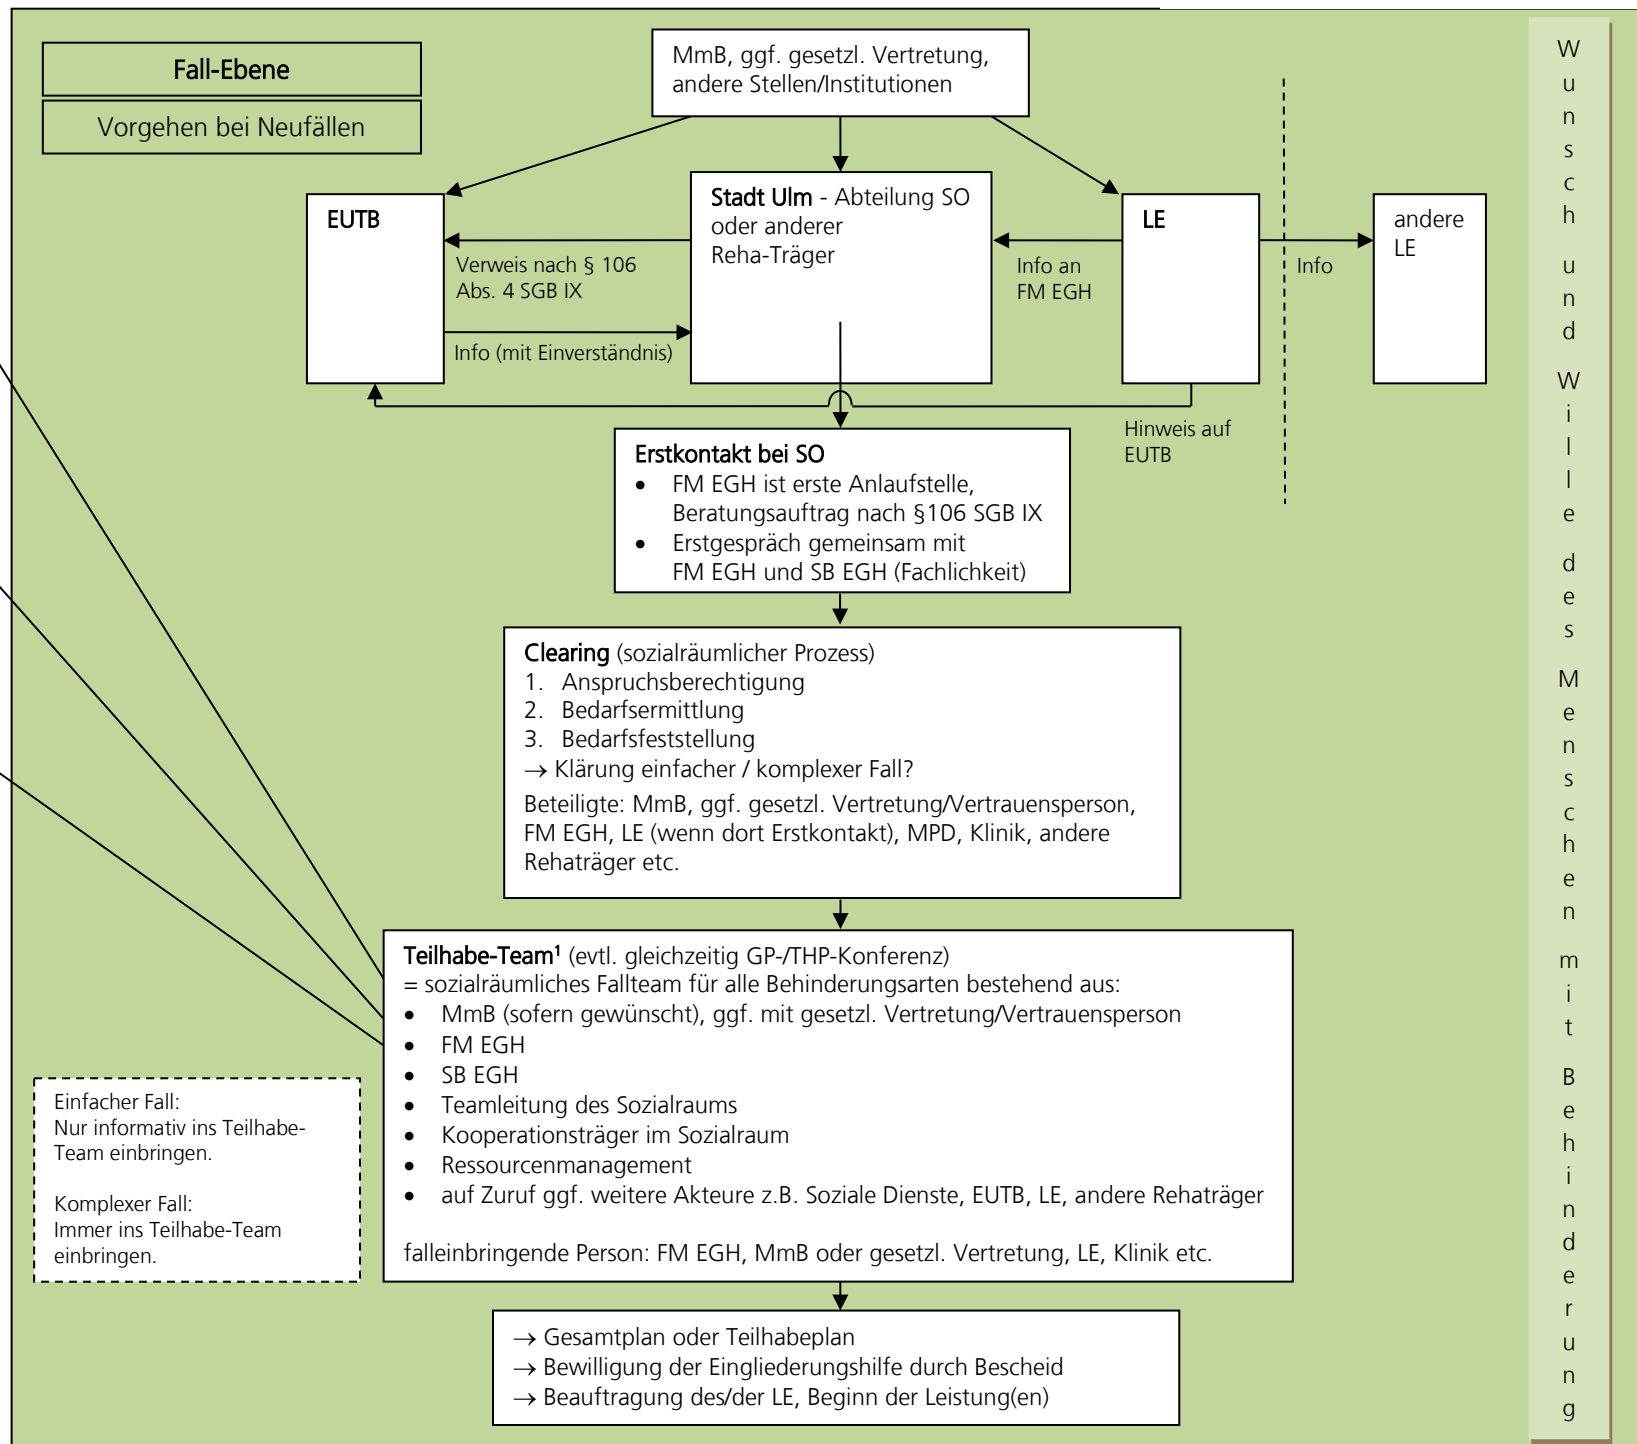 Fall-Ebene
Vorgehen bei Neufällen
MmB, ggf. gesetzl. Vertretung,
andere Stellen/Institutionen
EUTB
Stadt Ulm - Abteilung SO
oder anderer
Reha-Träger
LE
andere
LE
Verweis nach § 106
Abs. 4 SGB IX
Info (mit Einverständnis)
Info an
FM EGH
Info
Hinweis auf
EUTB
Erstkontakt bei SO
• FM EGH ist erste Anlaufstelle,
Beratungsauftrag nach §106 SGB IX
• Erstgespräch gemeinsam mit
FM EGH und SB EGH (Fachlichkeit)
Clearing (sozialräumlicher Prozess)
1. Anspruchsberechtigung
2. Bedarfsermittlung
3. Bedarfsfeststellung
→ Klärung einfacher / komplexer Fall?
Beteiligte: MmB, ggf. gesetzl. Vertretung/Vertrauensperson,
FM EGH, LE (wenn dort Erstkontakt), MPD, Klinik, andere
Rehaträger etc.
Teilhabe-Team¹ (evtl. gleichzeitig GP-/THP-Konferenz)
= sozialräumliches Fallteam für alle Behinderungsarten bestehend aus:
• MmB (sofern gewünscht), ggf. mit gesetzl. Vertretung/Vertrauensperson
• FM EGH
• SB EGH
• Teamleitung des Sozialraums
• Kooperationsträger im Sozialraum
• Ressourcenmanagement
• auf Zuruf ggf. weitere Akteure z.B. Soziale Dienste, EUTB, LE, andere Rehaträger
falleinbringende Person: FM EGH, MmB oder gesetzl. Vertretung, LE, Klinik etc.
Einfacher Fall:
Nur informativ ins Teilhabe-
Team einbringen.
Komplexer Fall:
Immer ins Teilhabe-Team
einbringen.
→ Gesamtplan oder Teilhabeplan
→ Bewilligung der Eingliederungshilfe durch Bescheid
→ Beauftragung des/der LE, Beginn der Leistung(en)
Wunsch und Wille des Menschen mit Behinderung